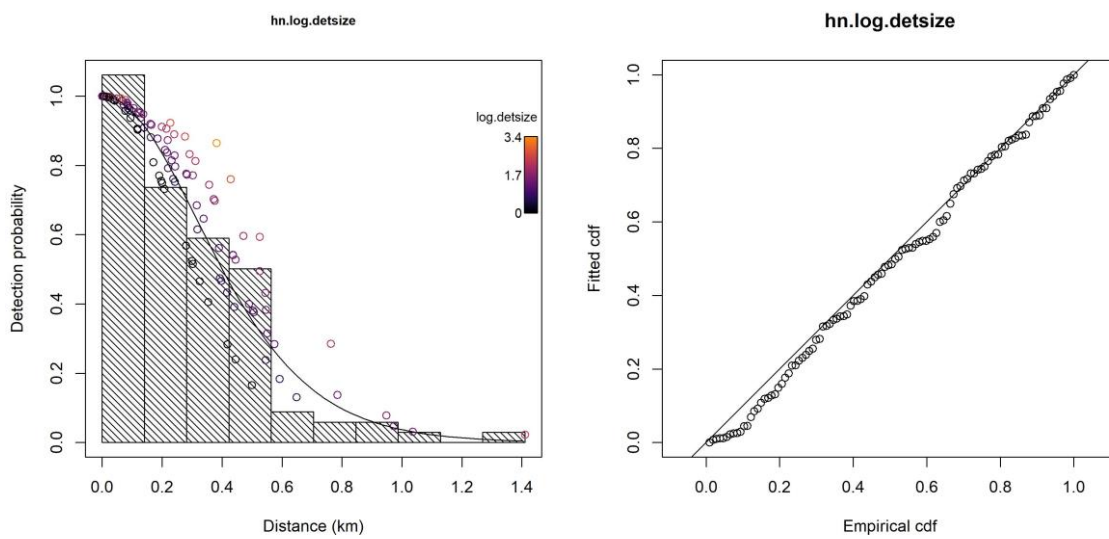 hn.log.detsize
Detection probability
1.0
0.8
0.6
0.4
0.2
0.0
log.detsize
3.4
1.7
0
0.0 0.2 0.4 0.6 0.8 1.0 1.2 1.4
Distance (km)
hn.log.detsize
Fitted cdf
1.0
0.8
0.6
0.4
0.2
0.0
0.0 0.2 0.4 0.6 0.8 1.0
Empirical cdf